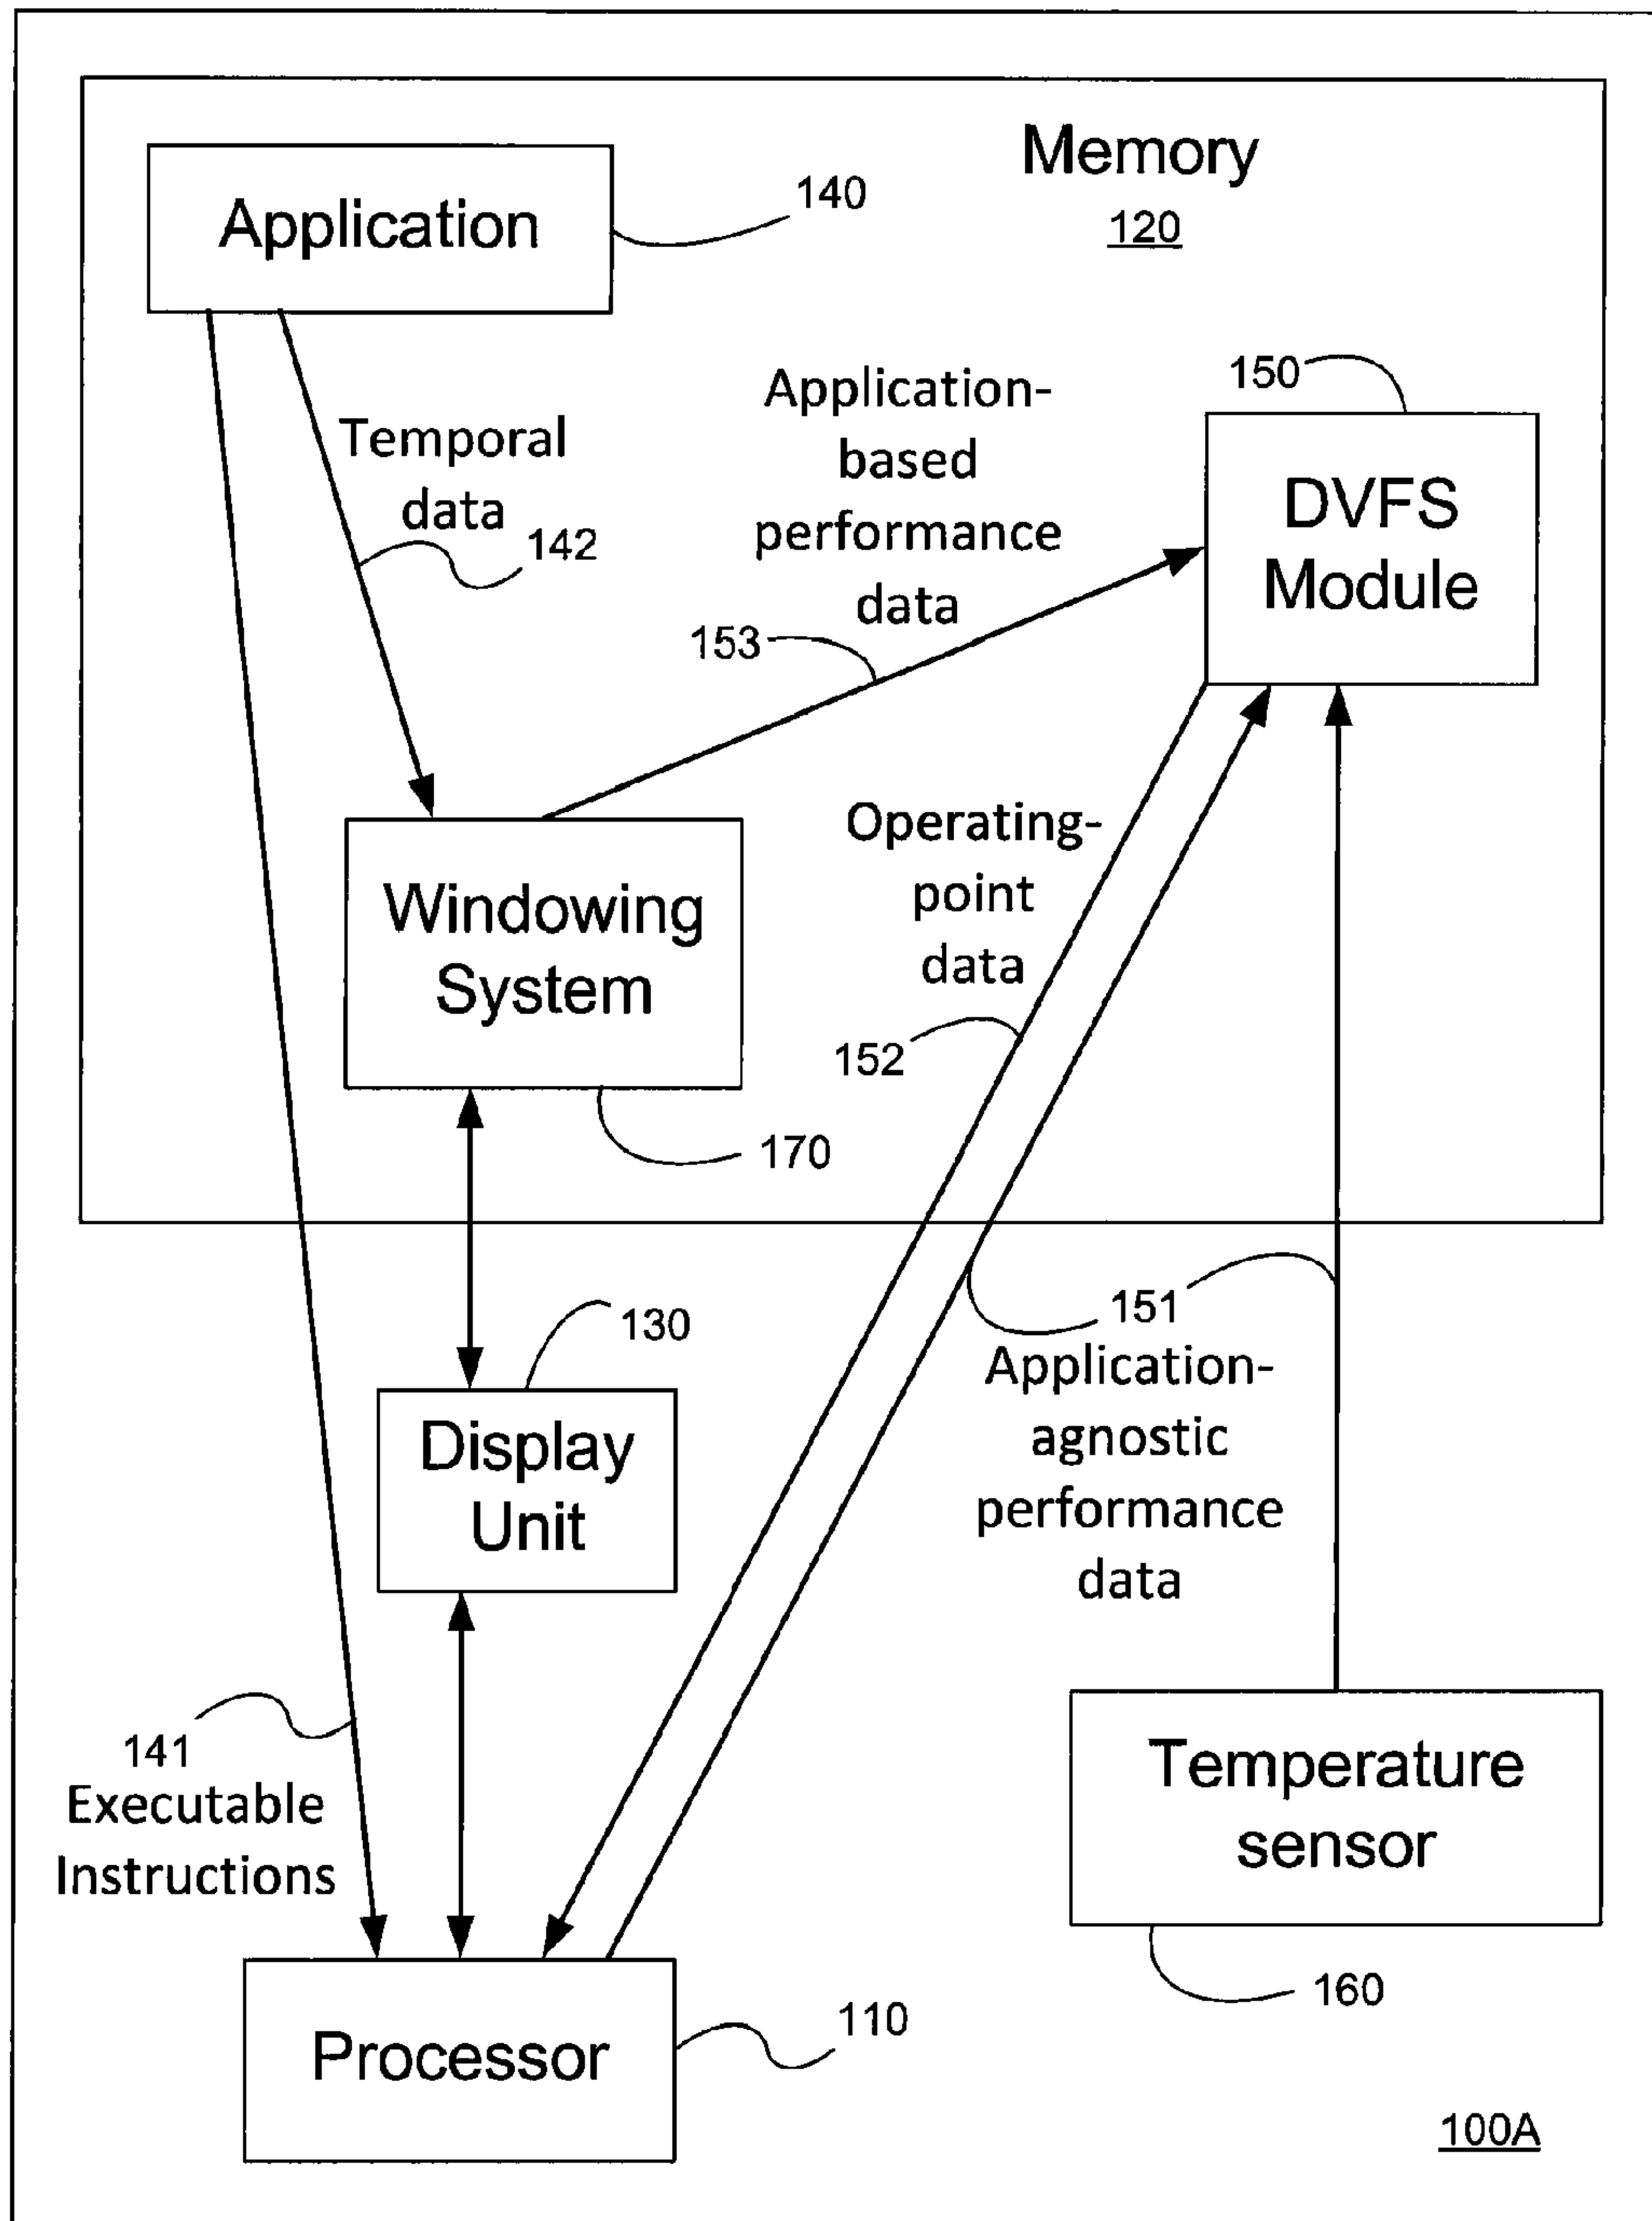 Memory
120
Application
140
Temporal
data
142
Application-
based
performance
data
153
150
DVFS
Module
Windowing
System
170
Operating-
point
data
152
130
Display
Unit
151
Application-
agnostic
performance
data
141
Executable
Instructions
Temperature
sensor
160
Processor
110
100A